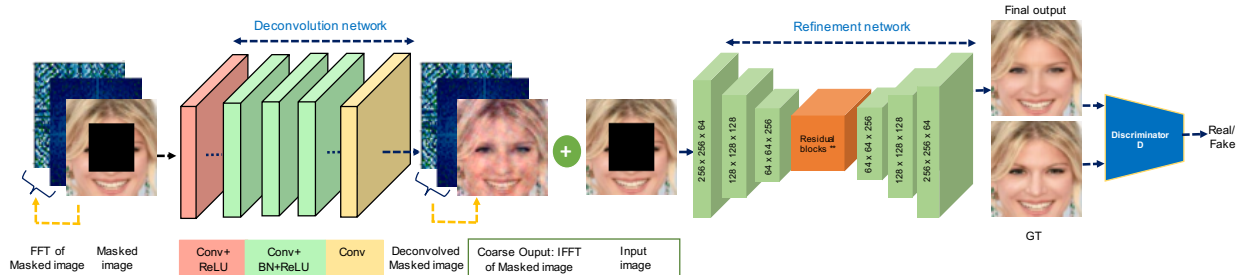 Deconvolution network
Refinement network
Final output
256 x 256 x 64
128 x 128 x 128
64 x 64 x 256
Residual
blocks **
64 x 64 x 256
128 x 128 x 128
256 x 256 x 64
Discriminator
D
Real/
Fake
+
GT
FFT of
Masked image
Masked
image
Conv+
ReLU
Conv+
BN+ReLU
Conv
Deconvolved
Masked image
Coarse Ouput: IFFT
of Masked image
Input
image